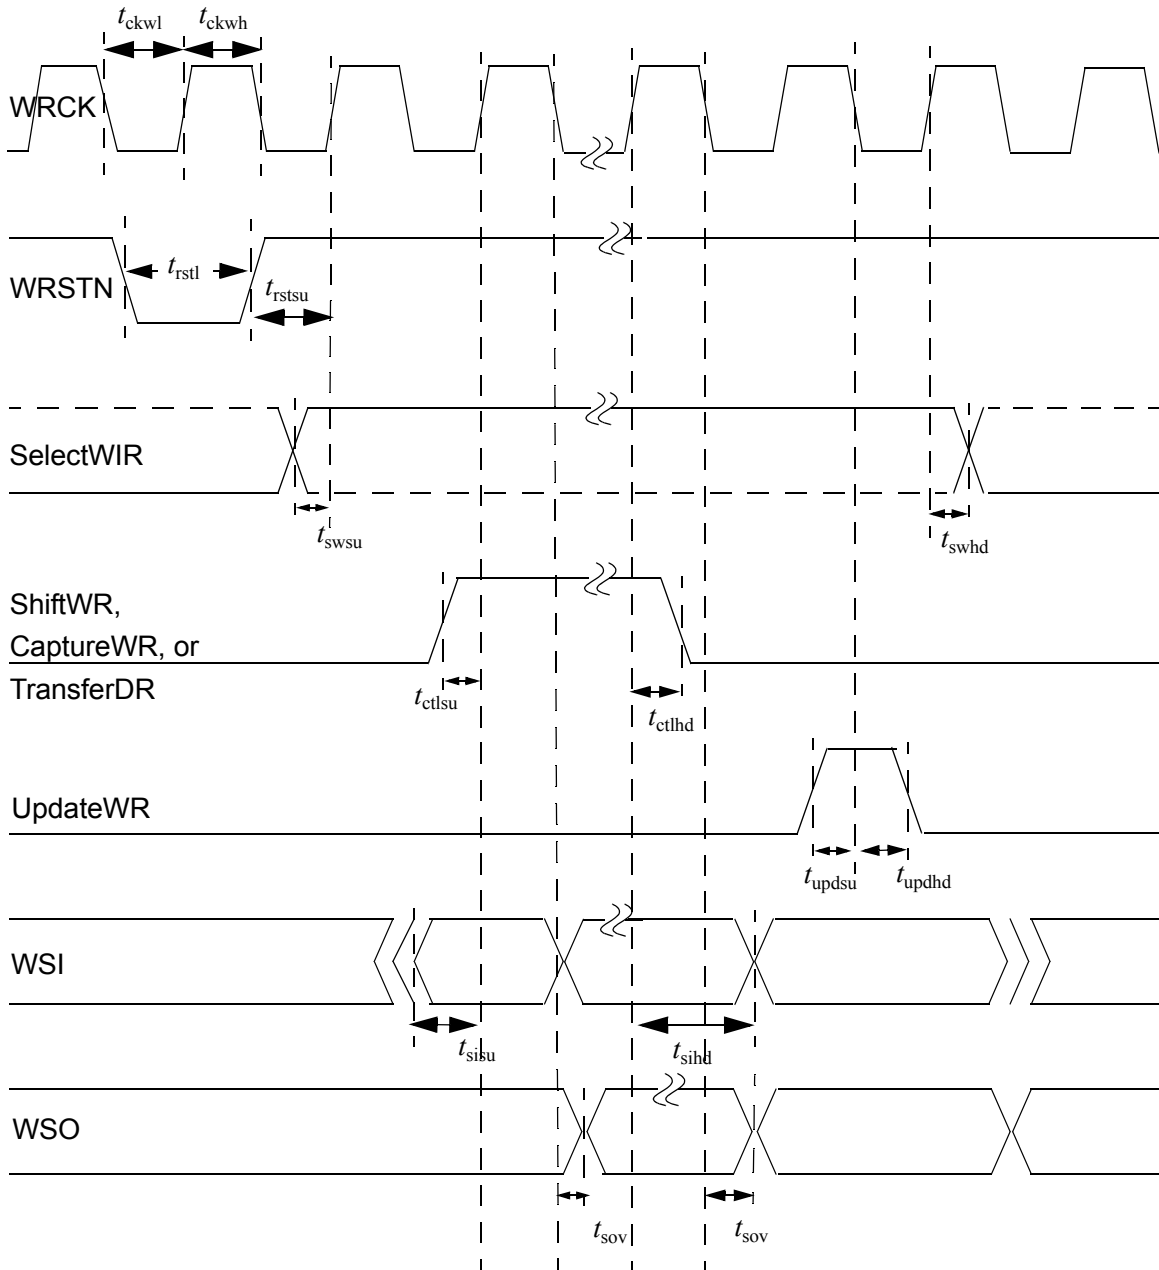 tckwl tckwh
WRCK
trstl
WRSTN
trstsu
SelectWIR
tswsu
tswhd
ShiftWR,
CaptureWR, or
TransferDR
tctlsu
tctlhd
UpdateWR
tupdsu
tupdhd
WSI
tsisu
tsihd
WSO
tsov
tsov